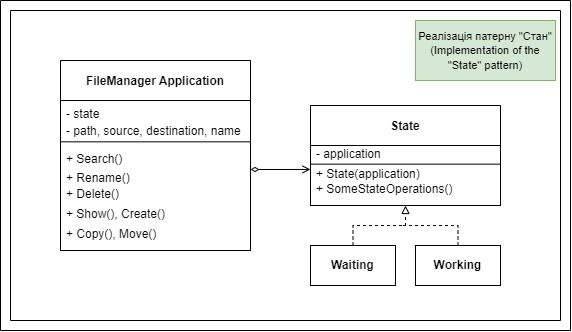 Реалізація патерну "Стан"
(Implementation of the
"State" pattern)
FileManager Application
- state
- path, source, destination, name
+ Search()
+ Rename()
+ Delete()
+ Show(), Create()
+ Copy(), Move()
State
- application
+ State(application)
+ SomeStateOperations()
Waiting
Working